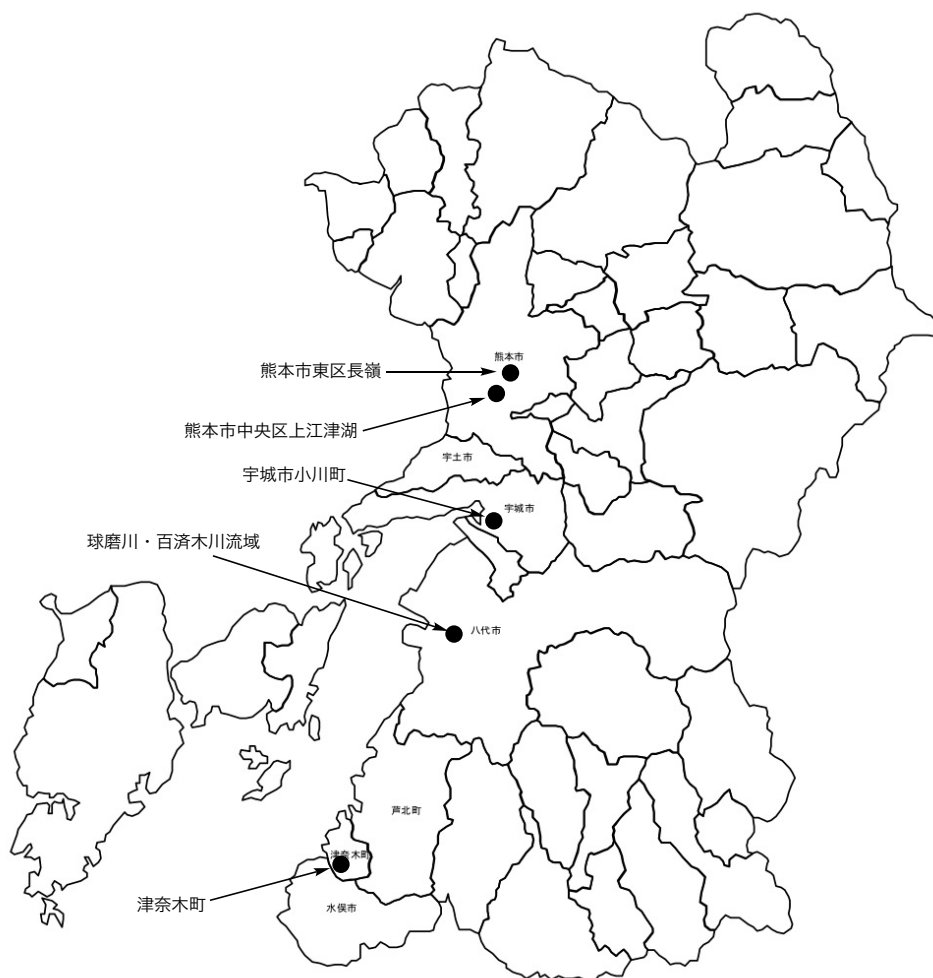 熊本市
熊本市東区長嶺
熊本市中央区上江津湖
宇土市
宇城市小川町
宇城市
球磨川・百済木川流域
八代市
芦北町
津奈木町
津奈木町
水俣市